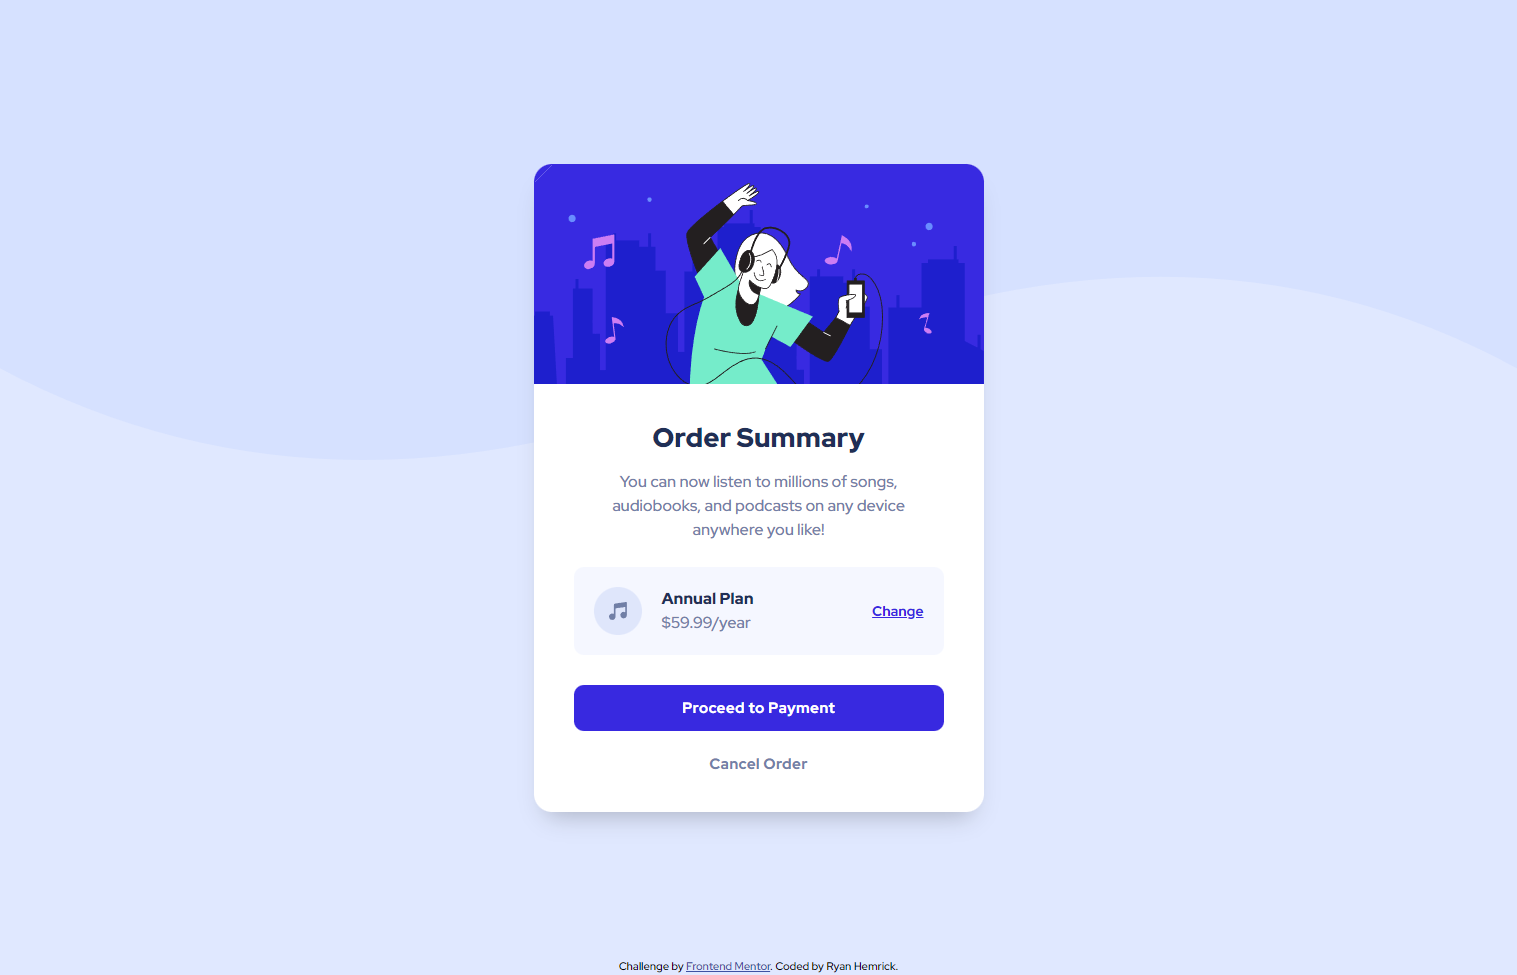 Order Summary
You can now listen to millions of songs,
audiobooks, and podcasts on any device
anywhere you like!
Annual Plan
$59.99/year
Change
Proceed to Payment
Cancel Order
Challenge by Frontend Mentor. Coded by Ryan Hemrick.